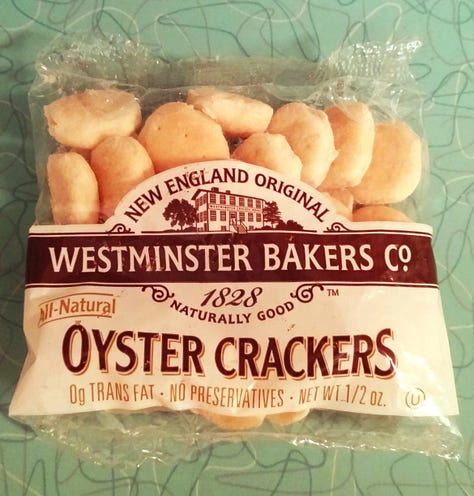 NEW ENGLAND ORIGINAL
WESTMINSTER BAKERS Co
1828 ™
NATURALLY GOOD
All-Natural
OYSTER CRACKERS
0g TRANS FAT · NO PRESERVATIVES · NET WT. 1/2 oz.
U